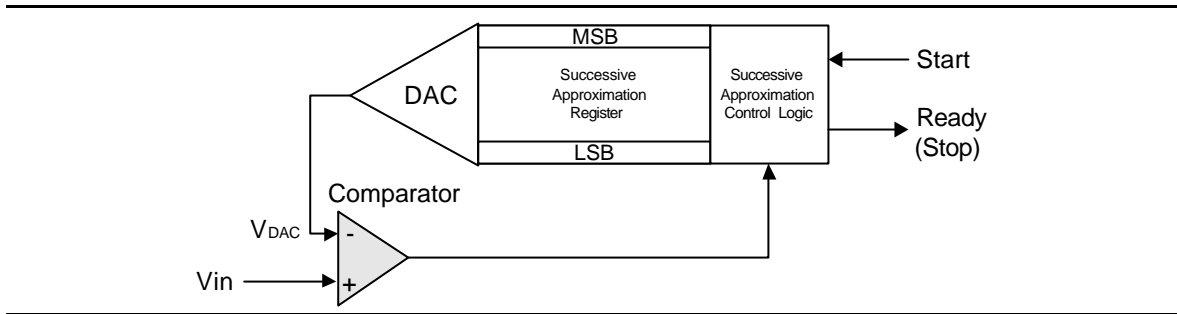 MSB
DAC
Successive
Approximation
Register
Successive
Approximation
Control Logic
Start
Ready
(Stop)
LSB
Comparator
VDAC
-
Vin
+